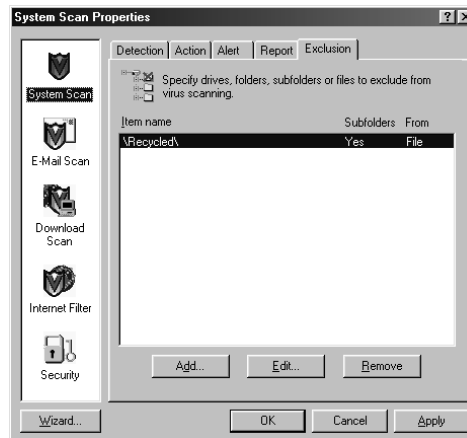 System Scan Properties
Detection Action Alert Report Exclusion
Specify drives, folders, subfolders or files to exclude from
virus scanning.
Item name Subfolders From
\Recycled\ Yes File
System Scan
E-Mail Scan
Download
Scan
Internet Filter
Security
Add... Edit... Remove
Wizard... OK Cancel Apply